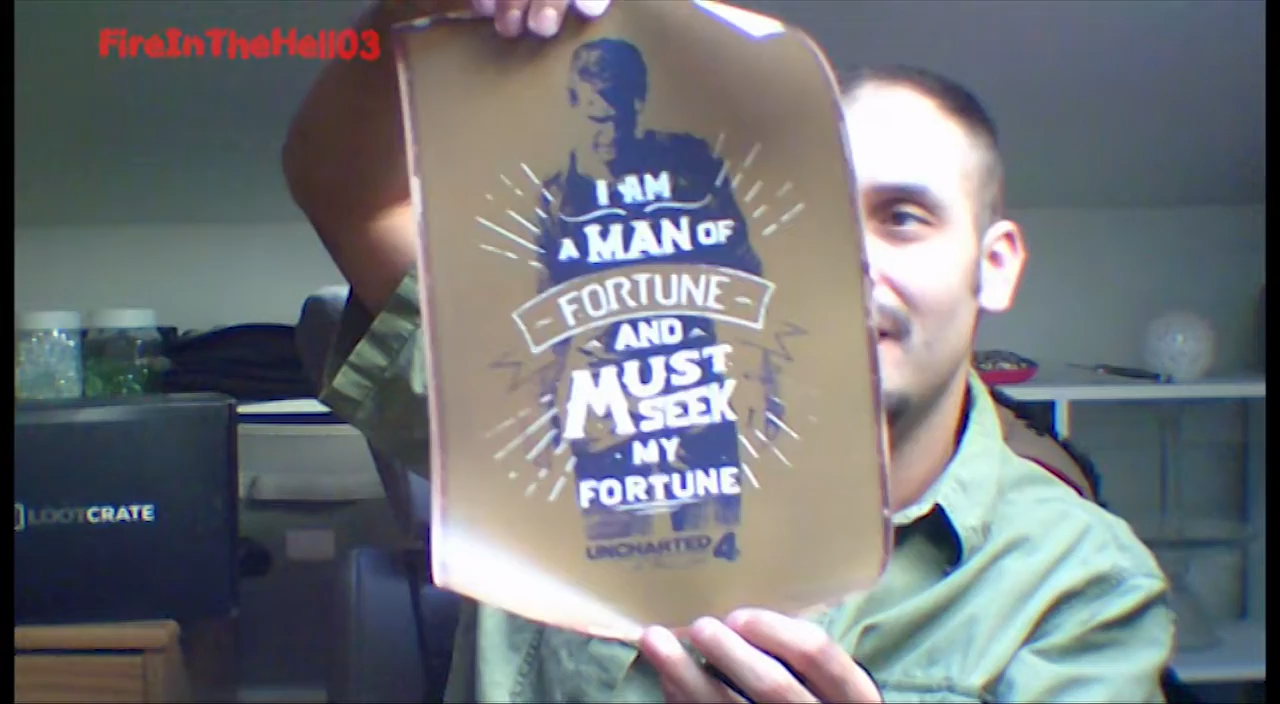 FireInTheHell03
I AM
A MAN OF
FORTUNE
AND
MUST
SEEK
MY
FORTUNE
UNCHARTED 4
LOOTCRATE